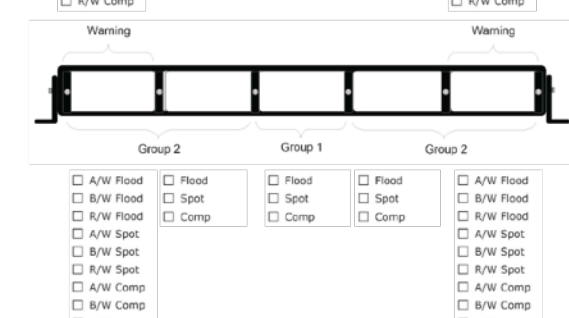 R/W Comp
R/W Comp
Warning
Warning
Group 2
Group 1
Group 2
A/W Flood
B/W Flood
R/W Flood
A/W Spot
B/W Spot
R/W Spot
A/W Comp
B/W Comp
Flood
Spot
Comp
Flood
Spot
Comp
Flood
Spot
Comp
A/W Flood
B/W Flood
R/W Flood
A/W Spot
B/W Spot
R/W Spot
A/W Comp
B/W Comp